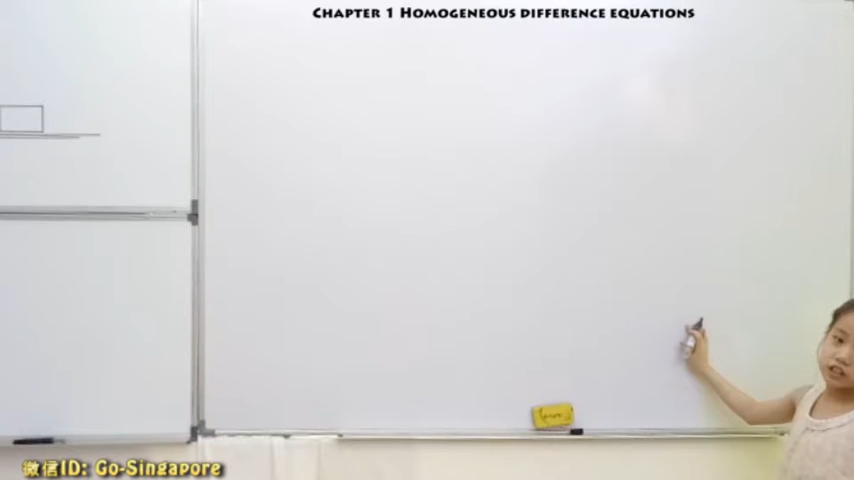 Chapter 1 Homogeneous difference equations
微信ID: Go-Singapore